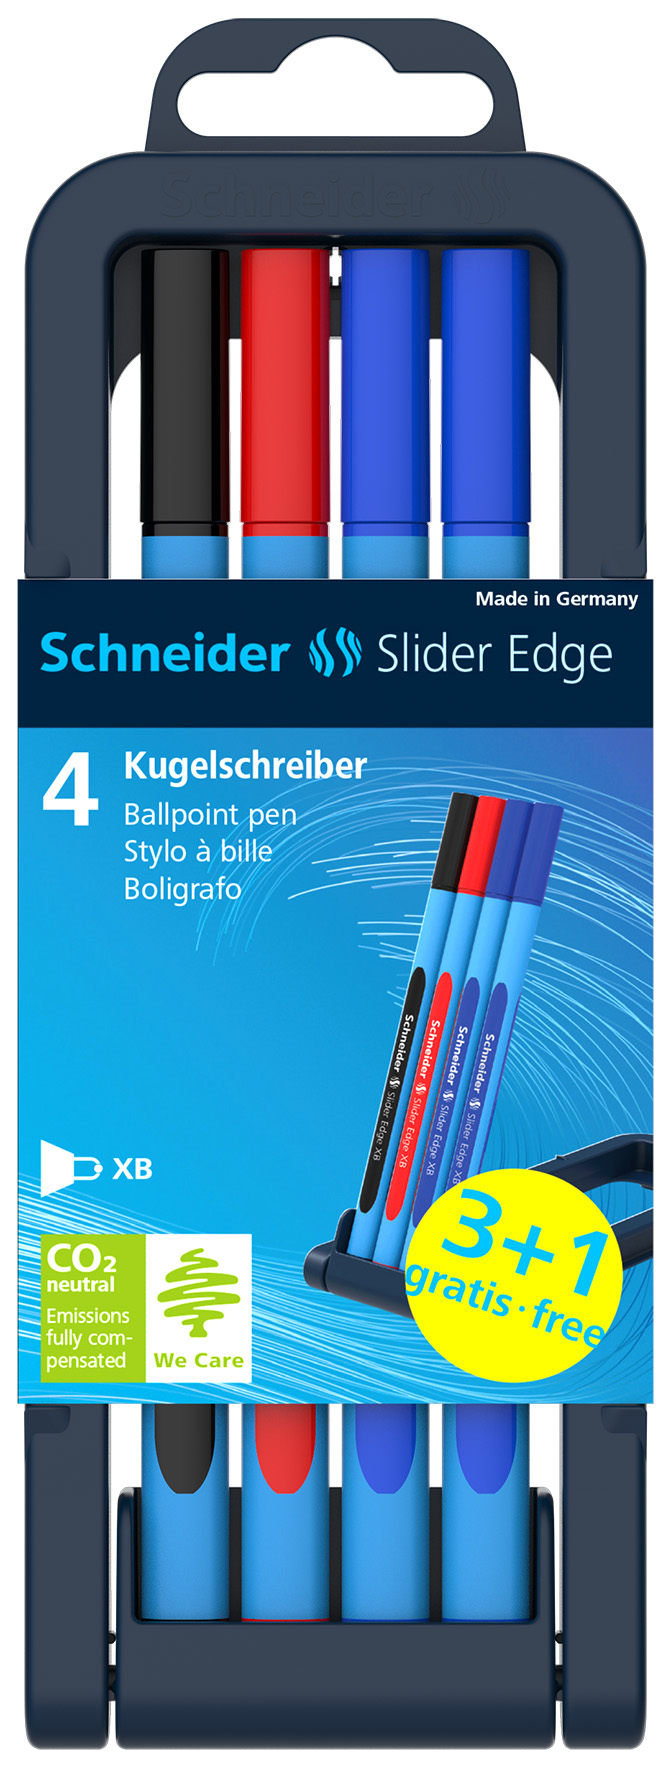 Schneider
Made in Germany
Schneider Slider Edge
4 Kugelschreiber
Ballpoint pen
Stylo à bille
Boligrafo
Schneider Slider Edge XB
Schneider Slider Edge XB
Schneider Slider Edge XB
Schneider
XB
3+1
gratis·free
CO₂
neutral
Emissions
fully com-
pensated
We Care